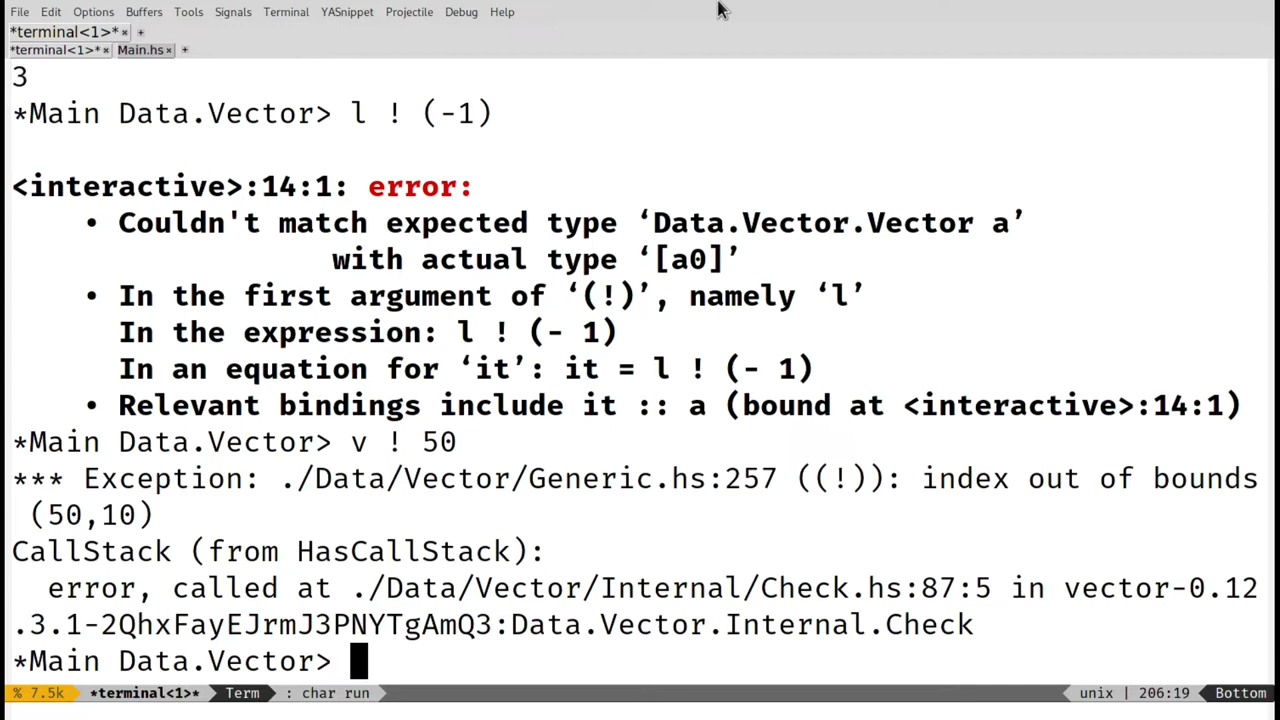 File Edit Options Buffers Tools Signals Terminal YASnippet Projectile Debug Help
*terminal<1>*× +
*terminal<1>*× Main.hs× +
3
*Main Data.Vector> l ! (-1)
<interactive>:14:1: error:
• Couldn't match expected type ‘Data.Vector.Vector a’
with actual type ‘[a0]’
• In the first argument of ‘(!)’, namely ‘l’
In the expression: l ! (- 1)
In an equation for ‘it’: it = l ! (- 1)
• Relevant bindings include it :: a (bound at <interactive>:14:1)
*Main Data.Vector> v ! 50
*** Exception: ./Data/Vector/Generic.hs:257 ((!)): index out of bounds
(50,10)
CallStack (from HasCallStack):
error, called at ./Data/Vector/Internal/Check.hs:87:5 in vector-0.12
.3.1-2QhxFayEJrmJ3PNYTgAmQ3:Data.Vector.Internal.Check
*Main Data.Vector>
% 7.5k *terminal<1>* Term : char run unix | 206:19 Bottom